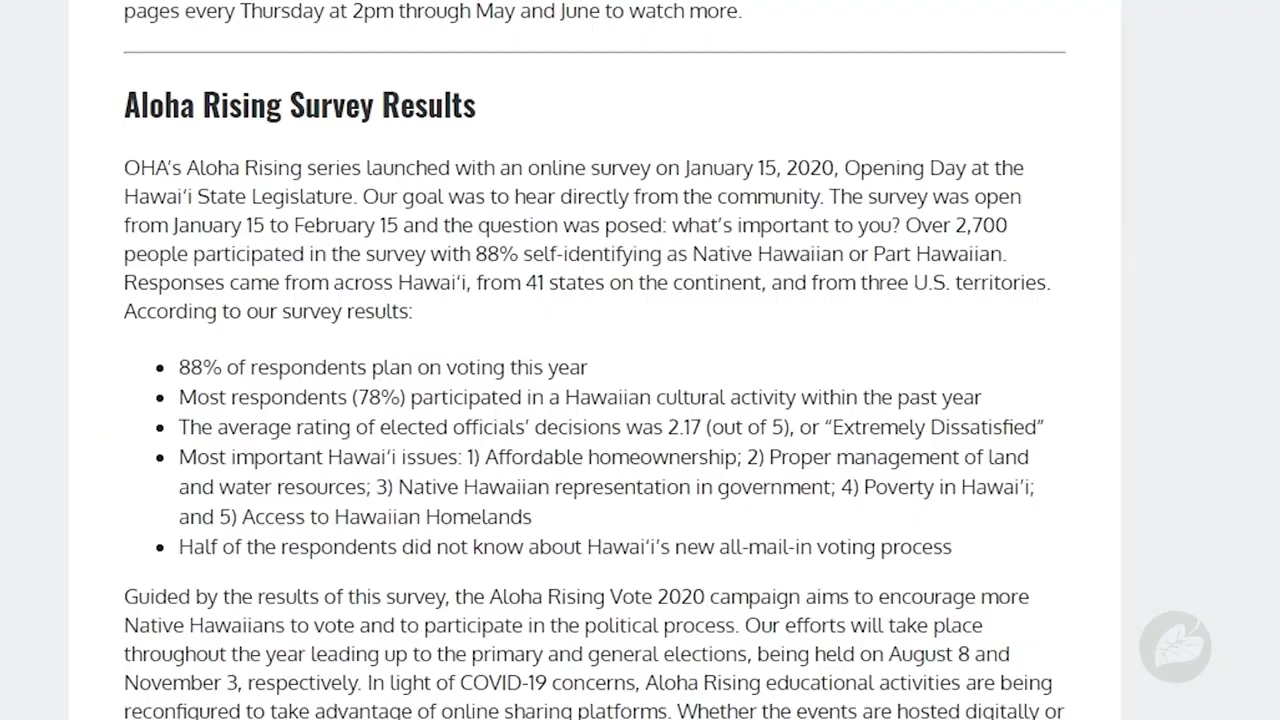 pages every Thursday at 2pm through May and June to watch more.
Aloha Rising Survey Results
OHA's Aloha Rising series launched with an online survey on January 15, 2020, Opening Day at the
Hawaiʻi State Legislature. Our goal was to hear directly from the community. The survey was open
from January 15 to February 15 and the question was posed: what's important to you? Over 2,700
people participated in the survey with 88% self-identifying as Native Hawaiian or Part Hawaiian.
Responses came from across Hawaiʻi, from 41 states on the continent, and from three U.S. territories.
According to our survey results:
• 88% of respondents plan on voting this year
• Most respondents (78%) participated in a Hawaiian cultural activity within the past year
• The average rating of elected officials' decisions was 2.17 (out of 5), or “Extremely Dissatisfied”
• Most important Hawaiʻi issues: 1) Affordable homeownership; 2) Proper management of land
and water resources; 3) Native Hawaiian representation in government; 4) Poverty in Hawaiʻi;
and 5) Access to Hawaiian Homelands
• Half of the respondents did not know about Hawaiʻi's new all-mail-in voting process
Guided by the results of this survey, the Aloha Rising Vote 2020 campaign aims to encourage more
Native Hawaiians to vote and to participate in the political process. Our efforts will take place
throughout the year leading up to the primary and general elections, being held on August 8 and
November 3, respectively. In light of COVID-19 concerns, Aloha Rising educational activities are being
reconfigured to take advantage of online sharing platforms. Whether the events are hosted digitally or